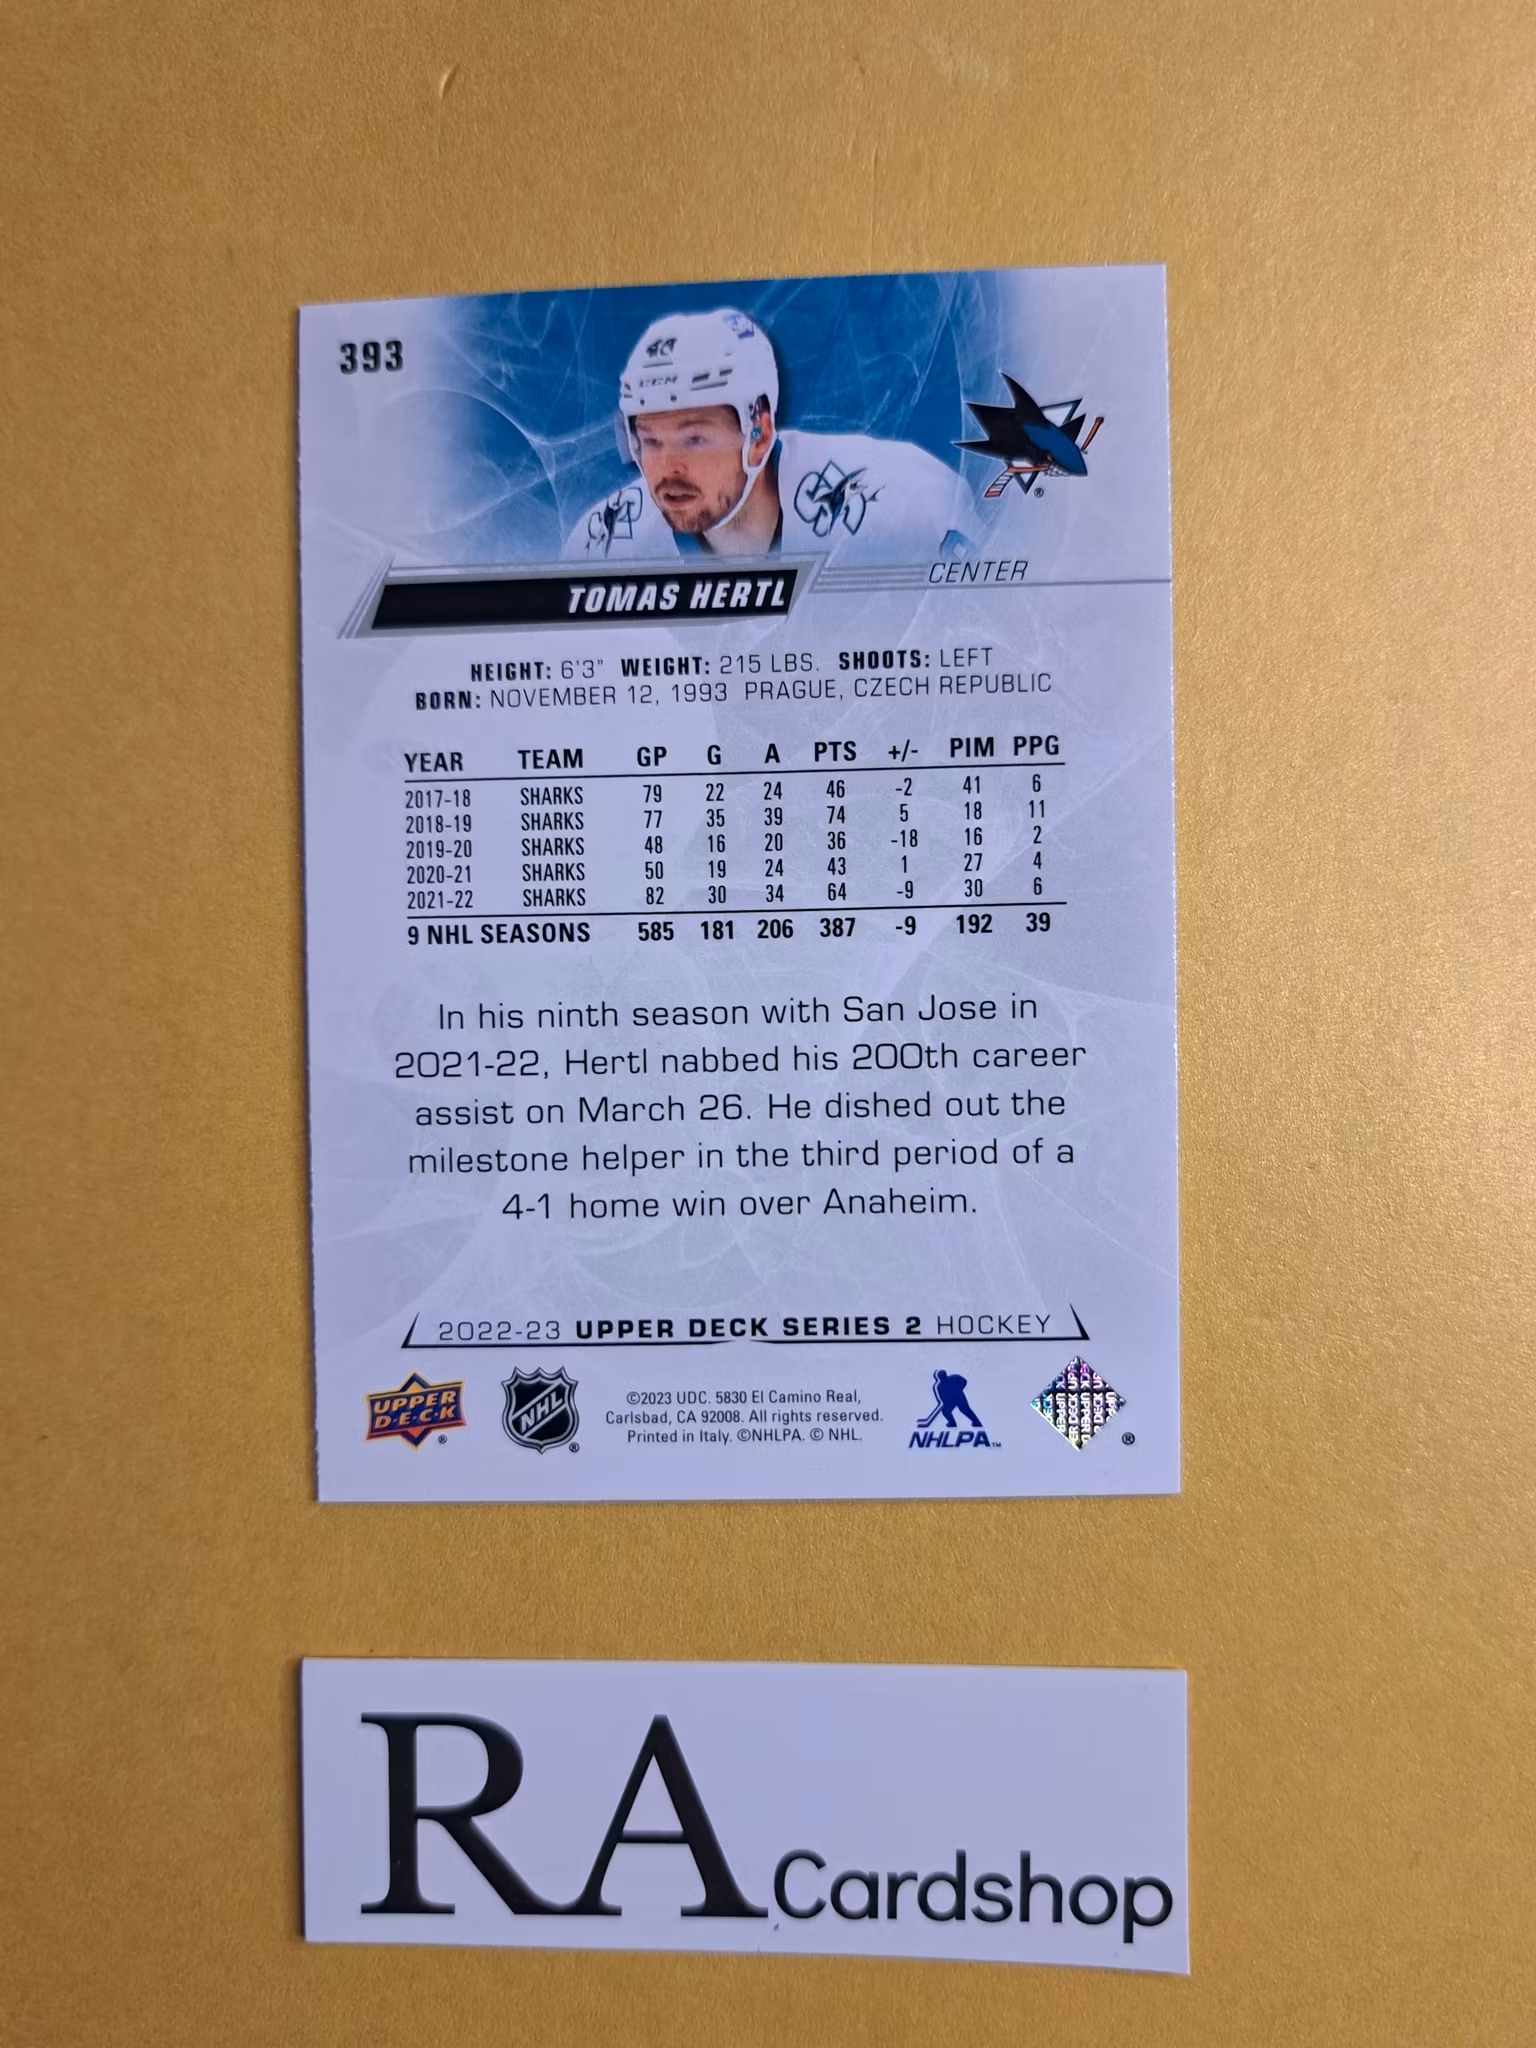 393
48
CCM
TOMAS HERTL
CENTER
HEIGHT: 6'3" WEIGHT: 215 LBS. SHOOTS: LEFT
BORN: NOVEMBER 12, 1993 PRAGUE, CZECH REPUBLIC
YEAR TEAM GP G A PTS +/- PIM PPG
2017-18 SHARKS 79 22 24 46 -2 41 6
2018-19 SHARKS 77 35 39 74 5 18 11
2019-20 SHARKS 48 16 20 36 -18 16 2
2020-21 SHARKS 50 19 24 43 1 27 4
2021-22 SHARKS 82 30 34 64 -9 30 6
9 NHL SEASONS 585 181 206 387 -9 192 39
In his ninth season with San Jose in
2021-22, Hertl nabbed his 200th career
assist on March 26. He dished out the
milestone helper in the third period of a
4-1 home win over Anaheim.
2022-23 UPPER DECK SERIES 2 HOCKEY
UPPER
D·E·C·K
®
NHL
®
©2023 UDC. 5830 El Camino Real,
Carlsbad, CA 92008. All rights reserved.
Printed in Italy. ©NHLPA. © NHL.
NHLPA™
UPPER DECK
®
RA Cardshop